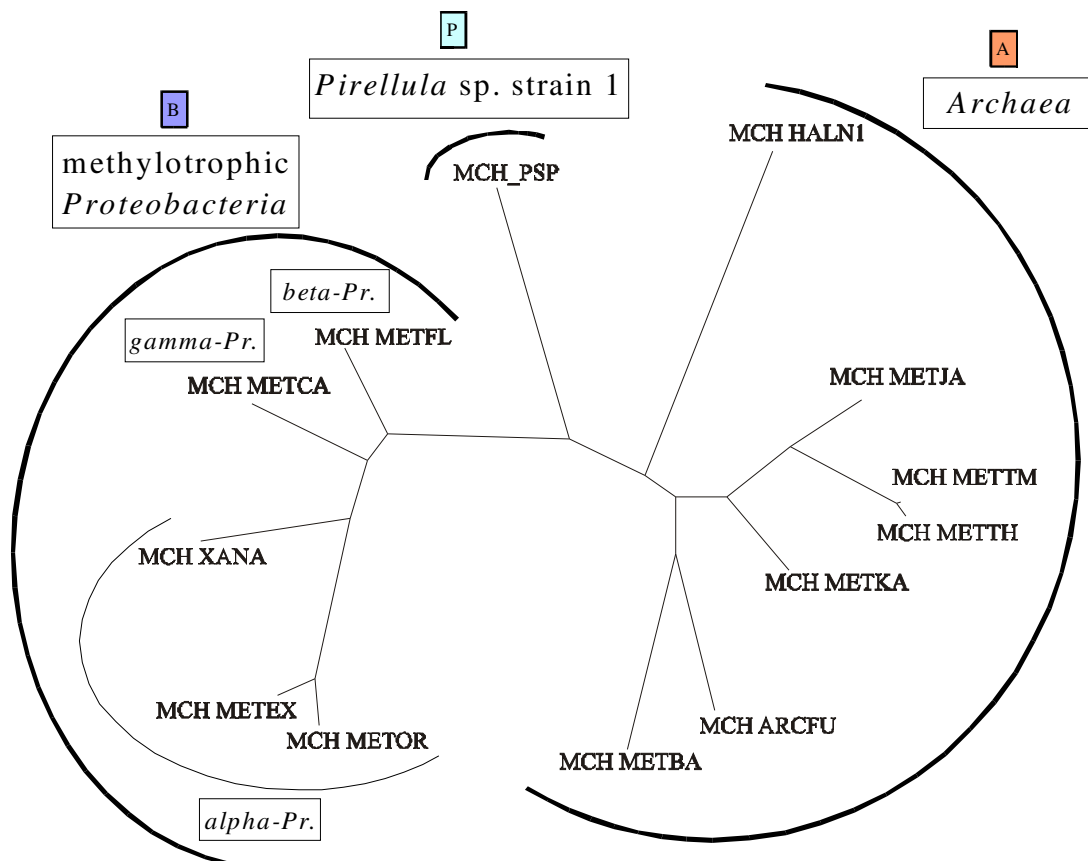 P
Pirellula sp. strain 1
A
Archaea
B
methylotrophic
Proteobacteria
MCH HALN1
MCH_PSP
beta-Pr.
gamma-Pr.
MCH METFL
MCH METCA
MCH METJA
MCH METTM
MCH METTH
MCH XANA
MCH METKA
MCH METEX
MCH METOR
MCH ARCFU
MCH METBA
alpha-Pr.